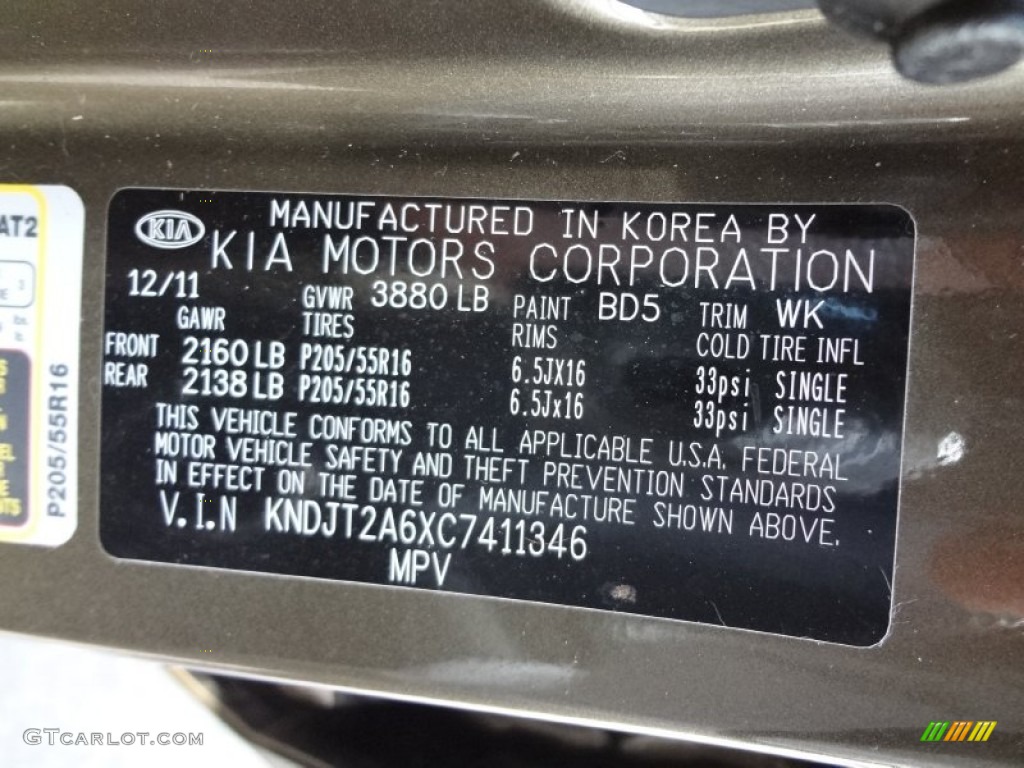 KIA
MANUFACTURED IN KOREA BY
KIA MOTORS CORPORATION
12/11 GVWR 3880 LB PAINT BD5 TRIM WK
GAWR TIRES RIMS COLD TIRE INFL
FRONT 2160 LB P205/55R16 6.5JX16 33psi SINGLE
REAR 2138 LB P205/55R16 6.5Jx16 33psi SINGLE
THIS VEHICLE CONFORMS TO ALL APPLICABLE U.S.A. FEDERAL
MOTOR VEHICLE SAFETY AND THEFT PREVENTION STANDARDS
IN EFFECT ON THE DATE OF MANUFACTURE SHOWN ABOVE.
V.I.N KNDJT2A6XC7411346
MPV
AT2
P205/55R16
GTCARLOT.COM